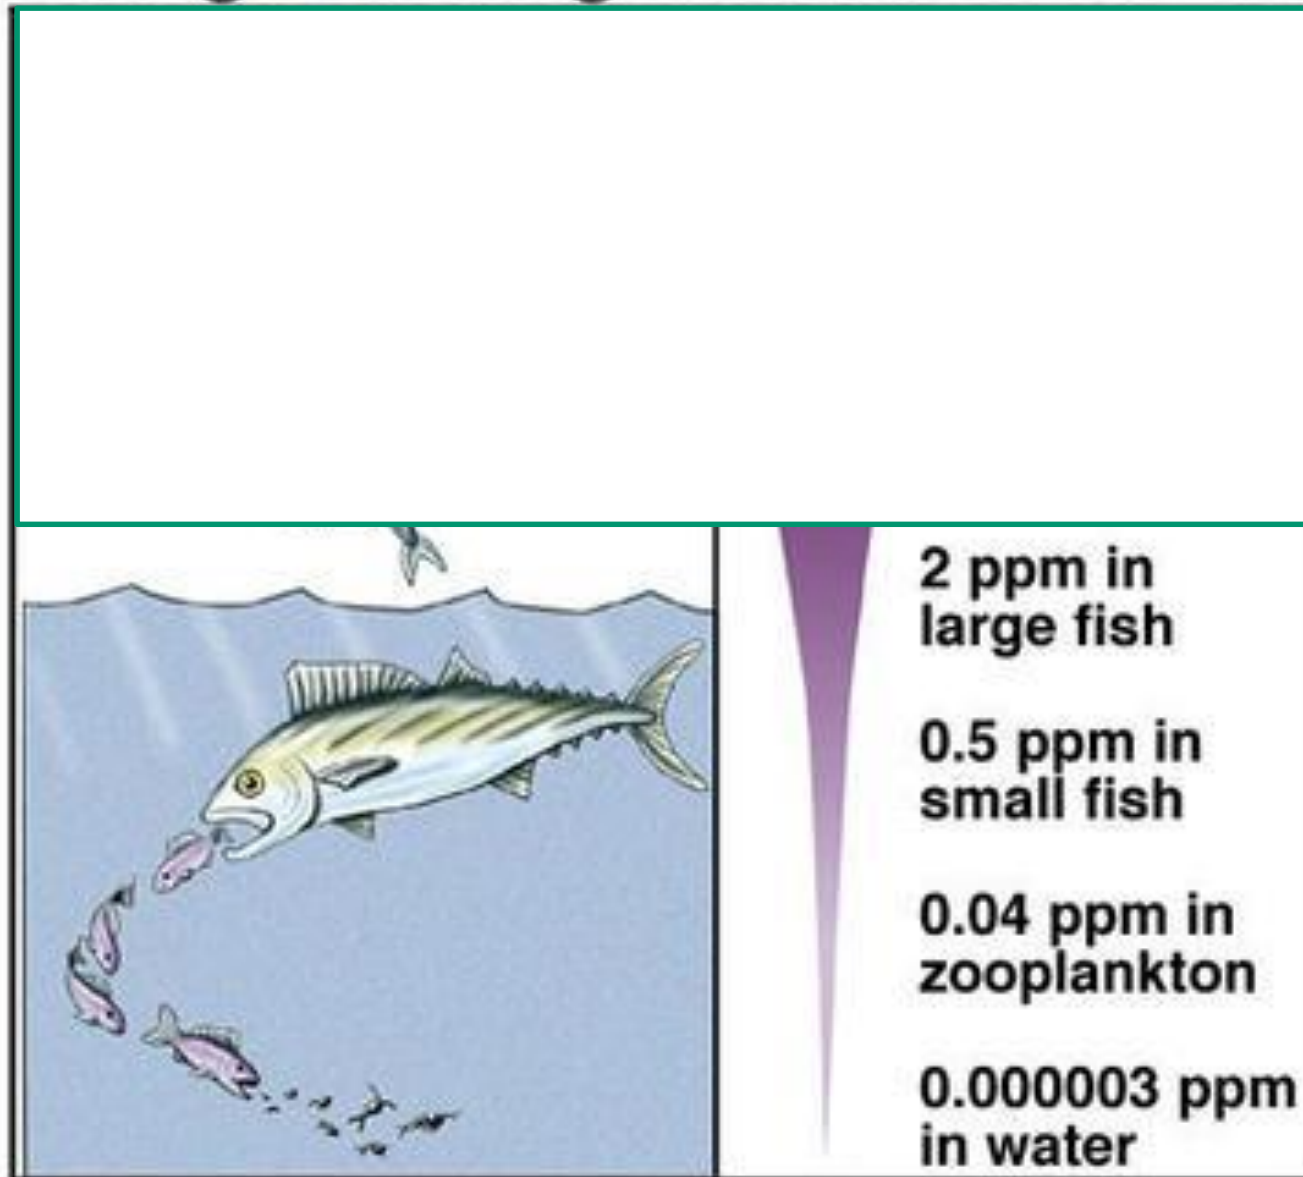 2 ppm in
large fish
0.5 ppm in
small fish
0.04 ppm in
zooplankton
0.000003 ppm
in water